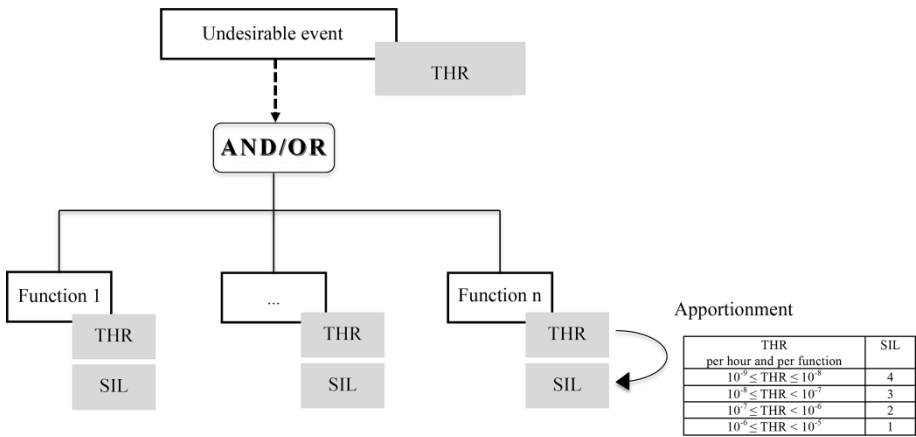 Undesirable event
THR
AND/OR
Function 1
...
Function n
THR
THR
THR
SIL
SIL
SIL
Apportionment
THR SIL
per hour and per function
10⁻⁹ ≤ THR ≤ 10⁻⁸ 4
10⁻⁸ ≤ THR < 10⁻⁷ 3
10⁻⁷ ≤ THR < 10⁻⁶ 2
10⁻⁶ ≤ THR < 10⁻⁵ 1